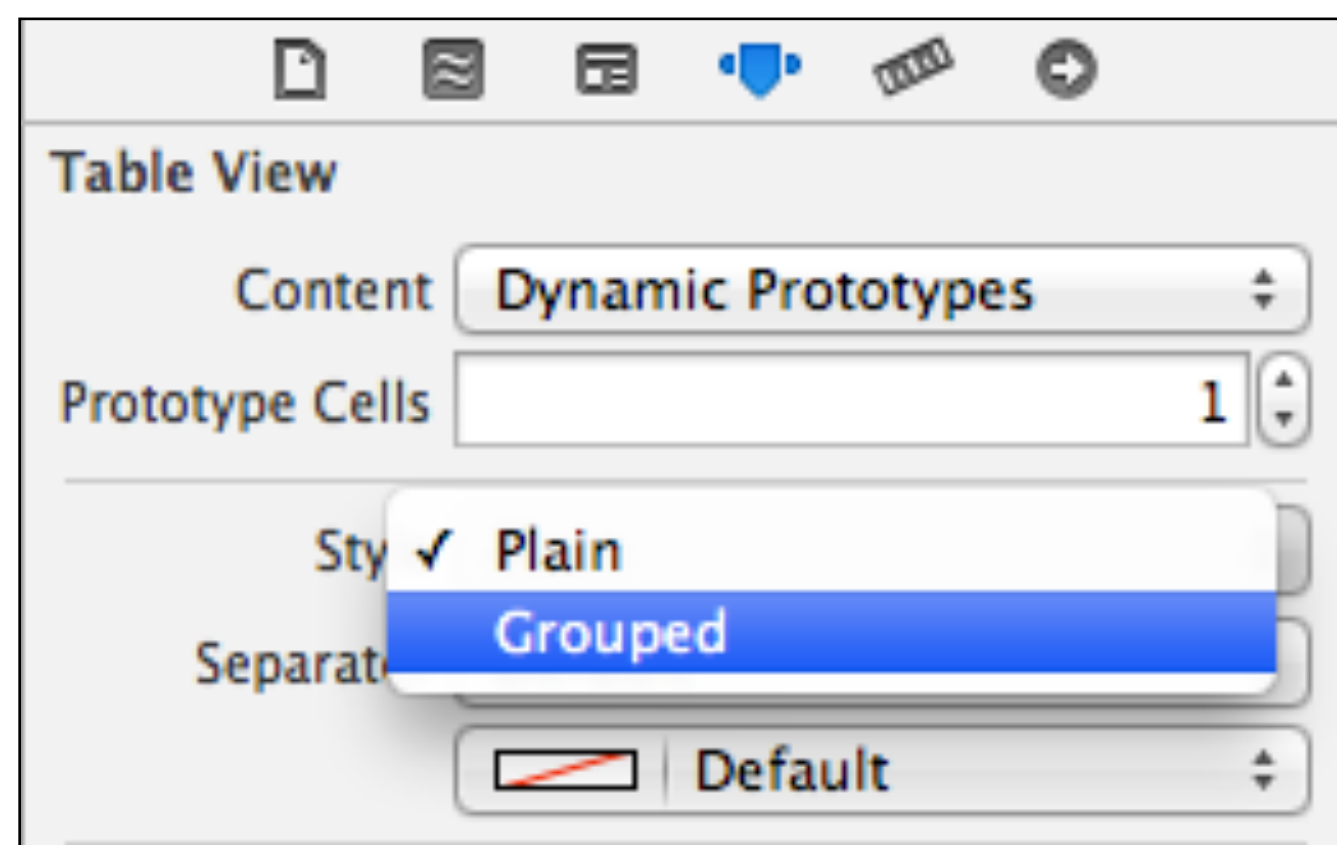 Table View
Content Dynamic Prototypes
Prototype Cells 1
Sty ✓ Plain
Grouped
Separat
Default